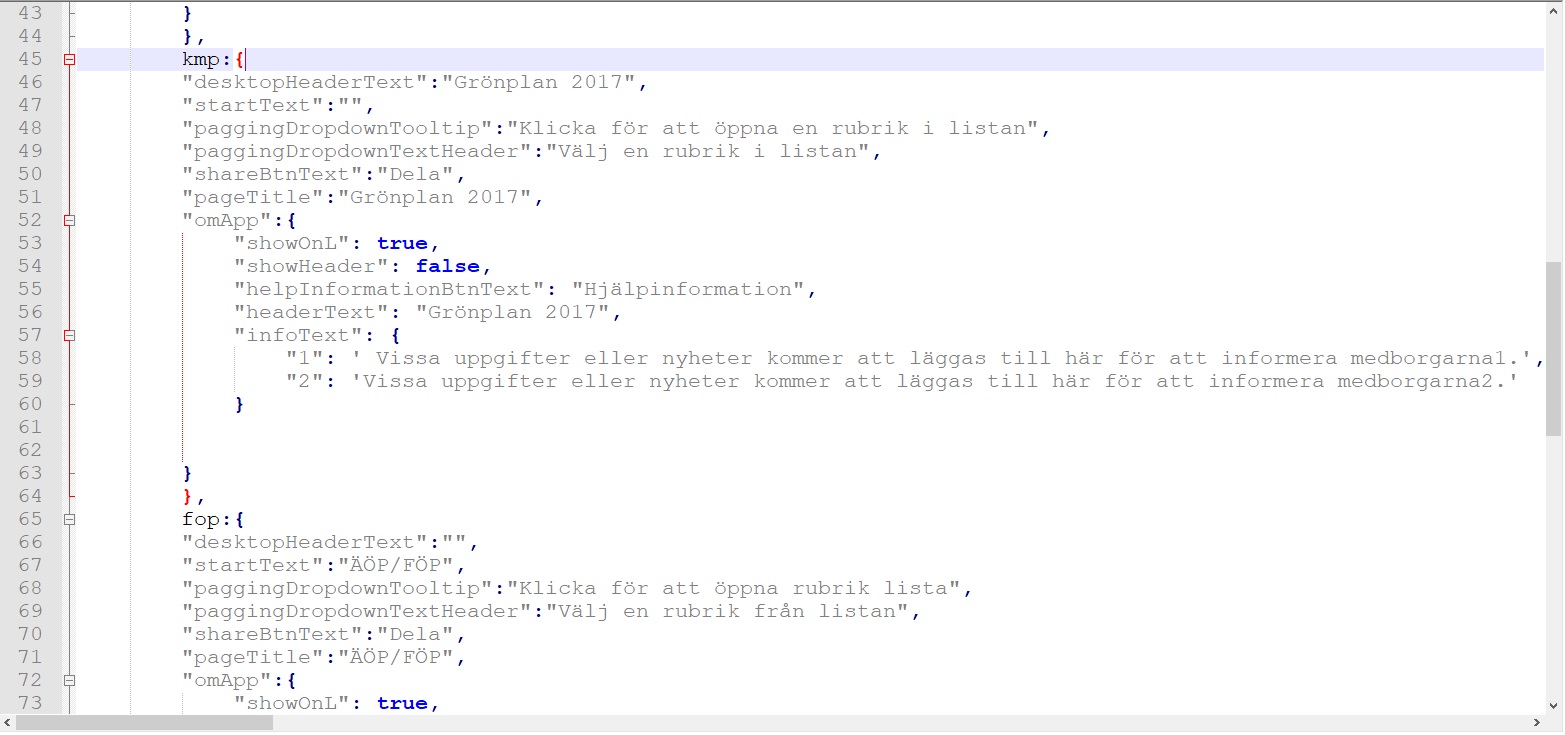 43 }
44 },
45 kmp:{
46 "desktopHeaderText":"Grönplan 2017",
47 "startText":"",
48 "paggingDropdownTooltip":"Klicka för att öppna en rubrik i listan",
49 "paggingDropdownTextHeader":"Välj en rubrik i listan",
50 "shareBtnText":"Dela",
51 "pageTitle":"Grönplan 2017",
52 "omApp":{
53 "showOnL": true,
54 "showHeader": false,
55 "helpInformationBtnText": "Hjälpinformation",
56 "headerText": "Grönplan 2017",
57 "infoText": {
58 "1": ' Vissa uppgifter eller nyheter kommer att läggas till här för att informera medborgarna1.',
59 "2": 'Vissa uppgifter eller nyheter kommer att läggas till här för att informera medborgarna2.'
60 }
61
62
63 }
64 },
65 fop:{
66 "desktopHeaderText":"",
67 "startText":"ÄÖP/FÖP",
68 "paggingDropdownTooltip":"Klicka för att öppna rubrik lista",
69 "paggingDropdownTextHeader":"Välj en rubrik från listan",
70 "shareBtnText":"Dela",
71 "pageTitle":"ÄÖP/FÖP",
72 "omApp":{
73 "showOnL": true,